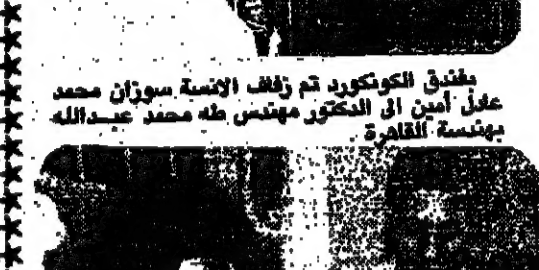 بفندق الكونكورد تم زفاف الانسة سوزان محمد
عادل أمين الى الدكتور مهندس طه محمد عبدالله
بهندسة القاهرة .